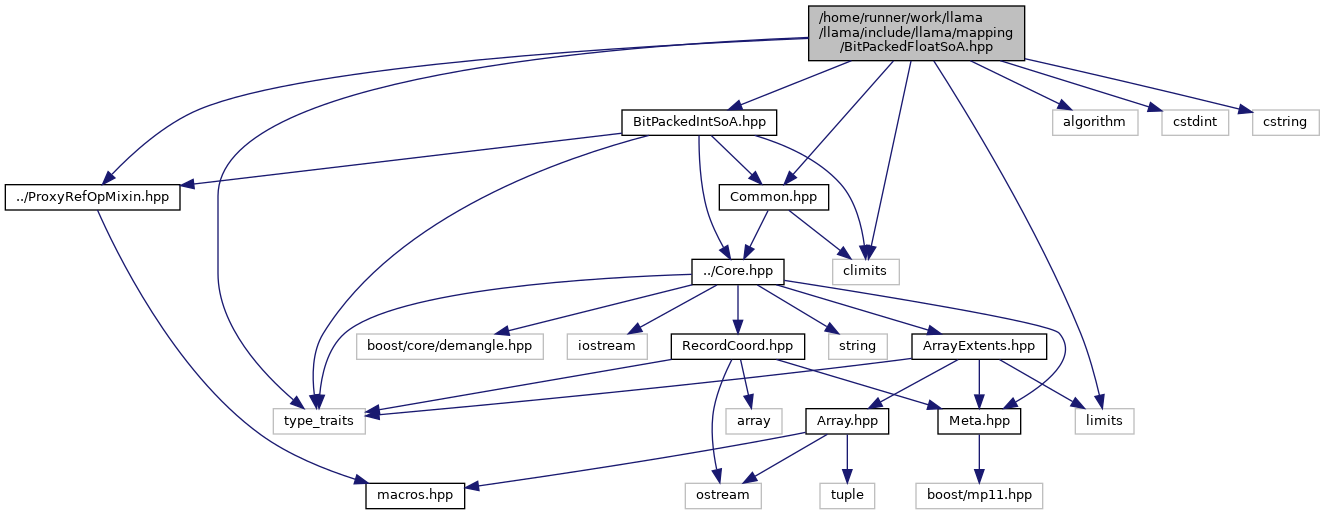 /home/runner/work/llama
/llama/include/llama/mapping
/BitPackedFloatSoA.hpp
BitPackedIntSoA.hpp
algorithm
cstdint
cstring
../ProxyRefOpMixin.hpp
Common.hpp
../Core.hpp
climits
boost/core/demangle.hpp
iostream
RecordCoord.hpp
string
ArrayExtents.hpp
type_traits
array
Array.hpp
Meta.hpp
limits
macros.hpp
ostream
tuple
boost/mp11.hpp